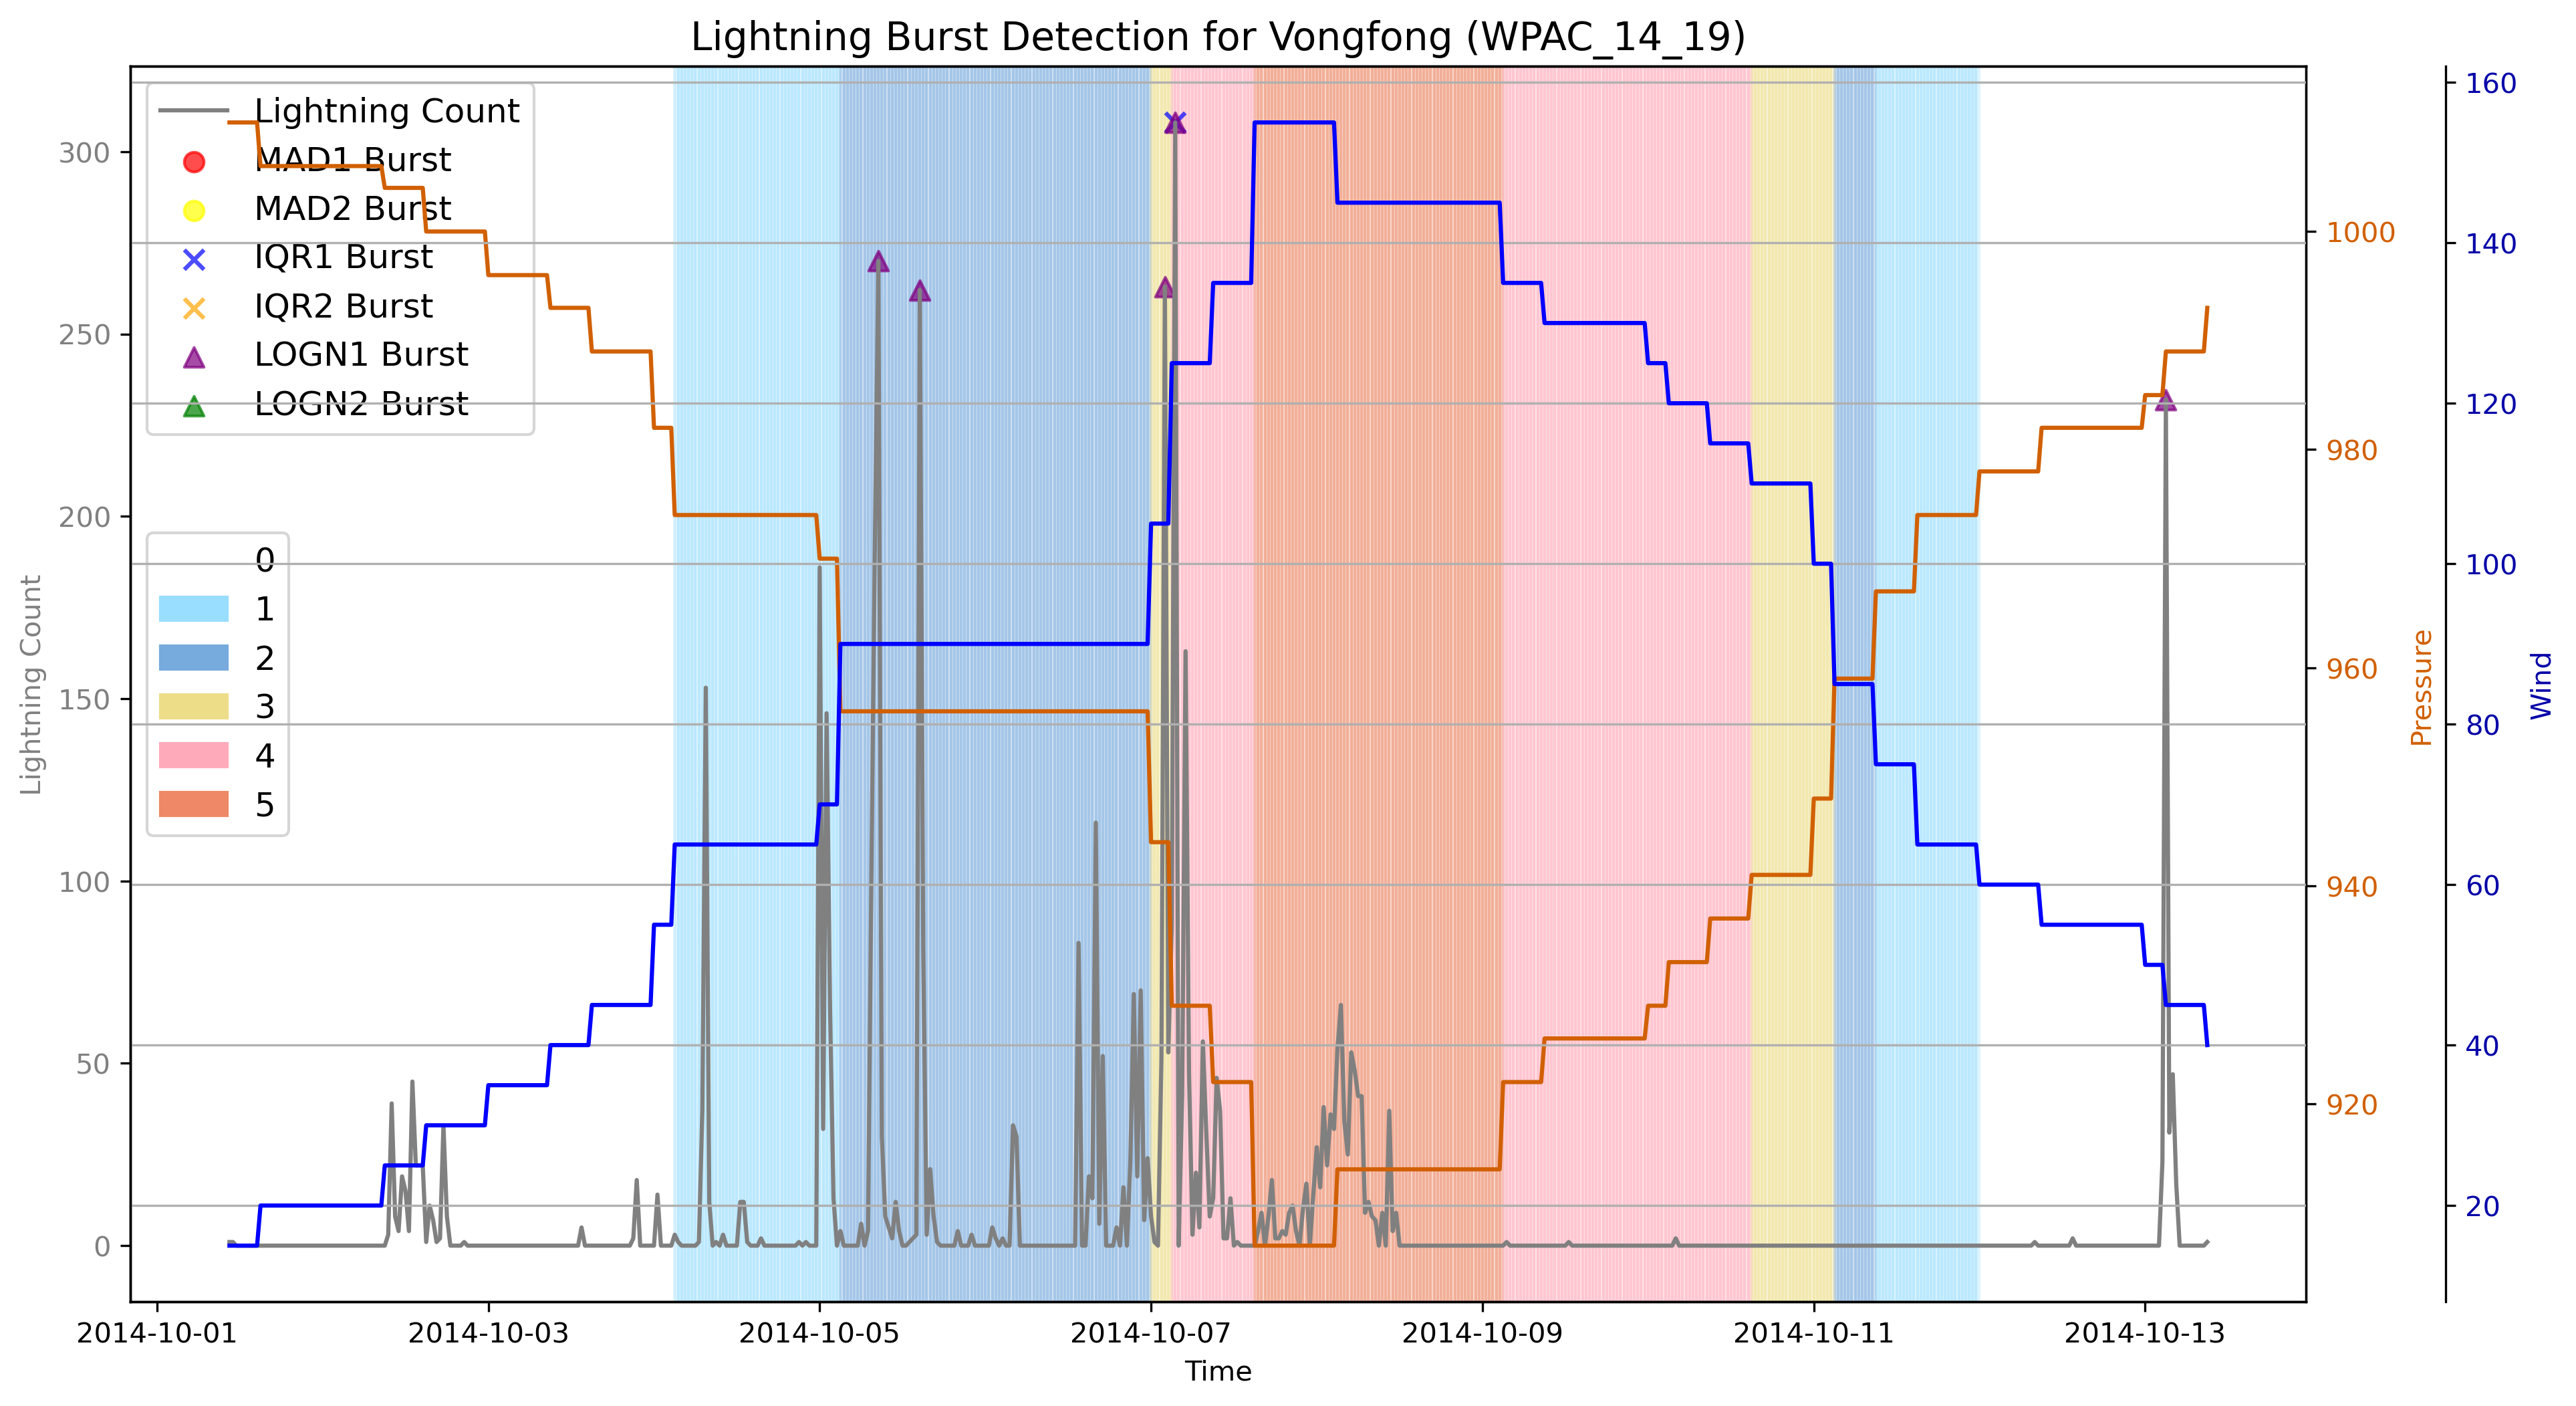 Lightning Burst Detection for Vongfong (WPAC_14_19)
Lightning Count
MAD1 Burst
MAD2 Burst
IQR1 Burst
IQR2 Burst
LOGN1 Burst
LOGN2 Burst
0
1
2
3
4
5
Lightning Count
300
250
200
150
100
50
0
1000
980
960
940
920
Pressure
160
140
120
100
80
60
40
20
Wind
2014-10-01
2014-10-03
2014-10-05
2014-10-07
2014-10-09
2014-10-11
2014-10-13
Time